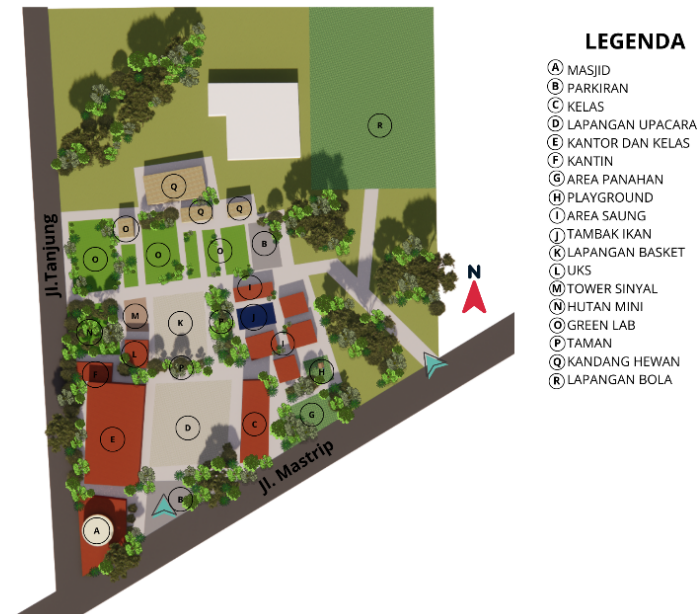 LEGENDA
A MASJID
B PARKIRAN
C KELAS
D LAPANGAN UPACARA
E KANTOR DAN KELAS
F KANTIN
G AREA PANAHAN
H PLAYGROUND
I AREA SAUNG
J TAMBAK IKAN
K LAPANGAN BASKET
L UKS
M TOWER SINYAL
N HUTAN MINI
O GREEN LAB
P TAMAN
Q KANDANG HEWAN
R LAPANGAN BOLA
N
Jl.Tanjung
Jl. Mastrip
R
Q
Q
Q
O
O
O
O
B
I
M
K
P
J
N
L
I
P
F
H
G
E
D
C
B
A